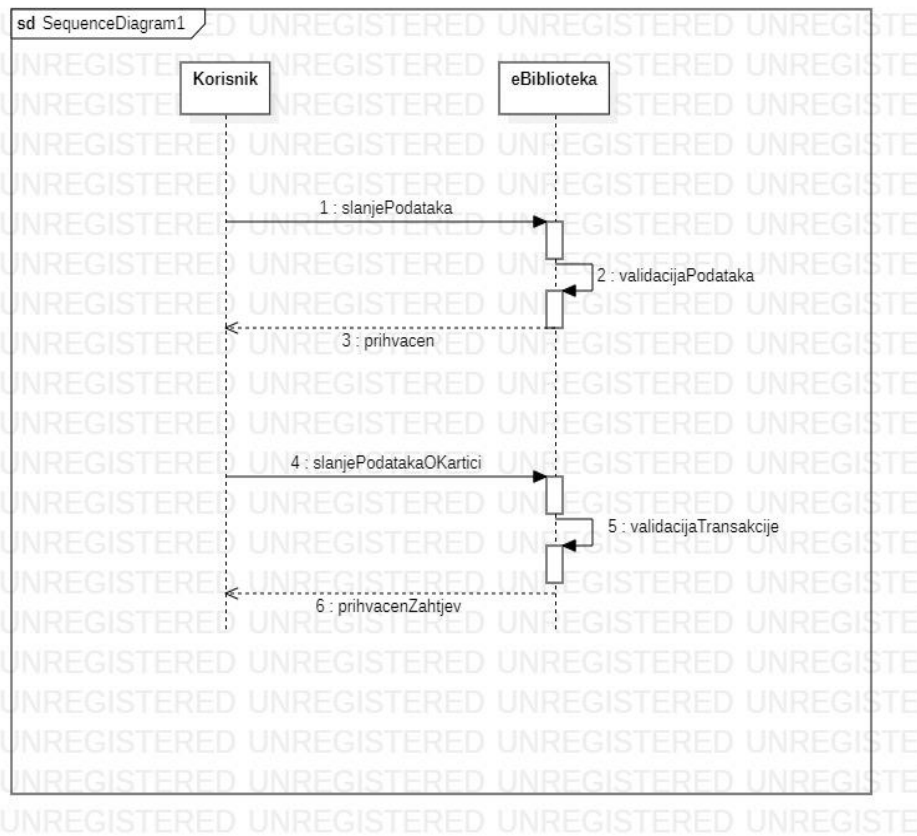 sd SequenceDiagram1
Korisnik
eBiblioteka
1 : slanjePodataka
2 : validacijaPodataka
3 : prihvacen
4 : slanjePodatakaOKartici
5 : validacijaTransakcije
6 : prihvacenZahtjev
UNREGISTERED